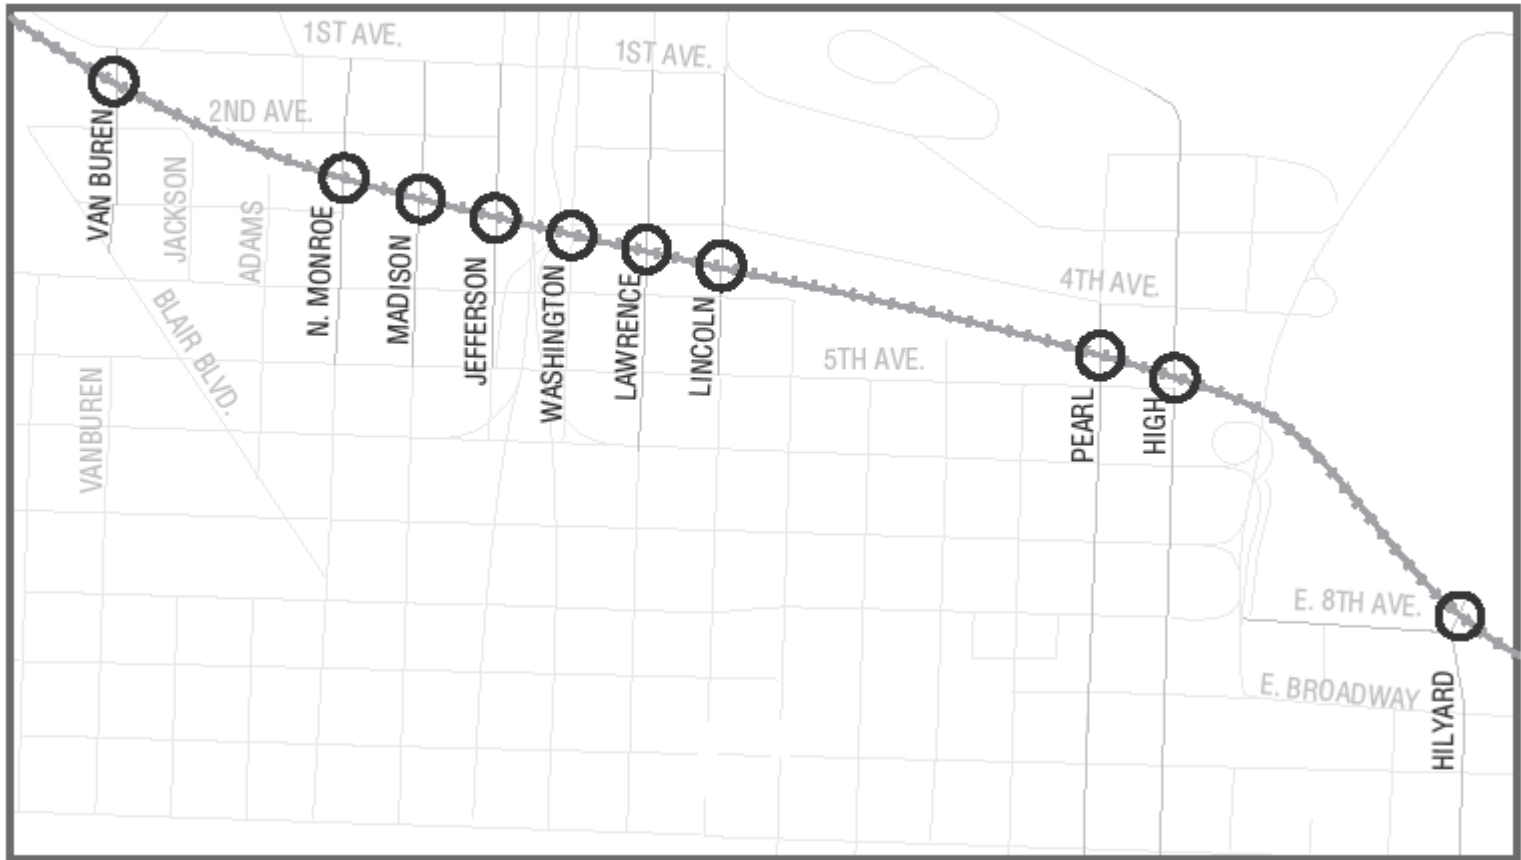 1ST AVE.
1ST AVE.
2ND AVE.
VAN BUREN
JACKSON
ADAMS
N. MONROE
MADISON
JEFFERSON
WASHINGTON
LAWRENCE
LINCOLN
4TH AVE.
5TH AVE.
BLAIR BLVD.
VANBUREN
PEARL
HIGH
E. 8TH AVE.
E. BROADWAY
HILYARD